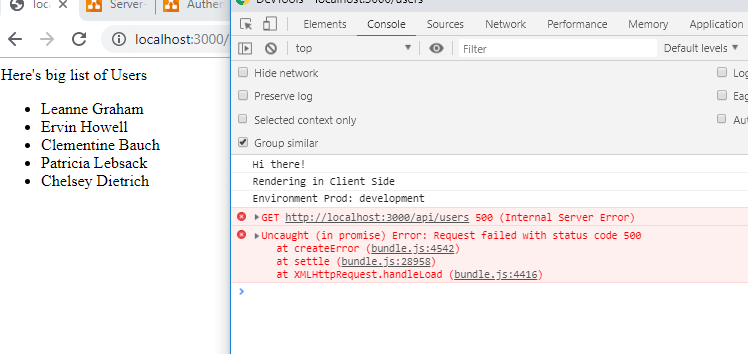 loca
Server-
Authen
DevTools - localhost:3000/users
localhost:3000/
Elements Console Sources Network Performance Memory Application
top Filter Default levels
Here's big list of Users
Leanne Graham
Ervin Howell
Clementine Bauch
Patricia Lebsack
Chelsey Dietrich
Hide network Log
Preserve log Eag
Selected context only Aut
Group similar
Hi there!
Rendering in Client Side
Environment Prod: development
GET http://localhost:3000/api/users 500 (Internal Server Error)
Uncaught (in promise) Error: Request failed with status code 500
at createError (bundle.js:4542)
at settle (bundle.js:28958)
at XMLHttpRequest.handleLoad (bundle.js:4416)